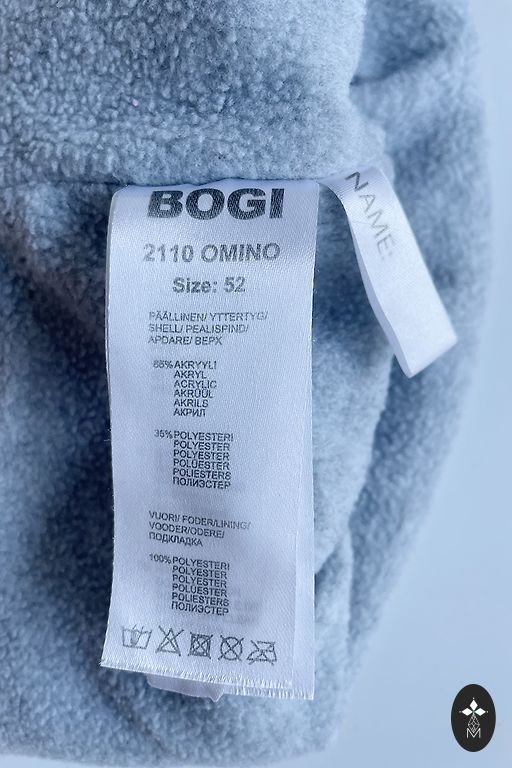 BOGI
2110 OMINO
Size: 52
NAME:
PÄÄLLINEN/ YTTERTYG/
SHELL/ PEALISPIND/
APDARE/ ВЕРХ
65% AKRYYLI
AKRYL
ACRYLIC
AKRÜÜL
AKRILS
АКРИЛ
35% POLYESTERI
POLYESTER
POLYESTER
POLÜESTER
POLIESTERS
ПОЛИЭСТЕР
VUORI/ FODER/LINING/
VOODER/ODERE/
ПОДКЛАДКА
100% POLYESTERI
POLYESTER
POLYESTER
POLÜESTER
POLIESTERS
ПОЛИЭСТЕР
M